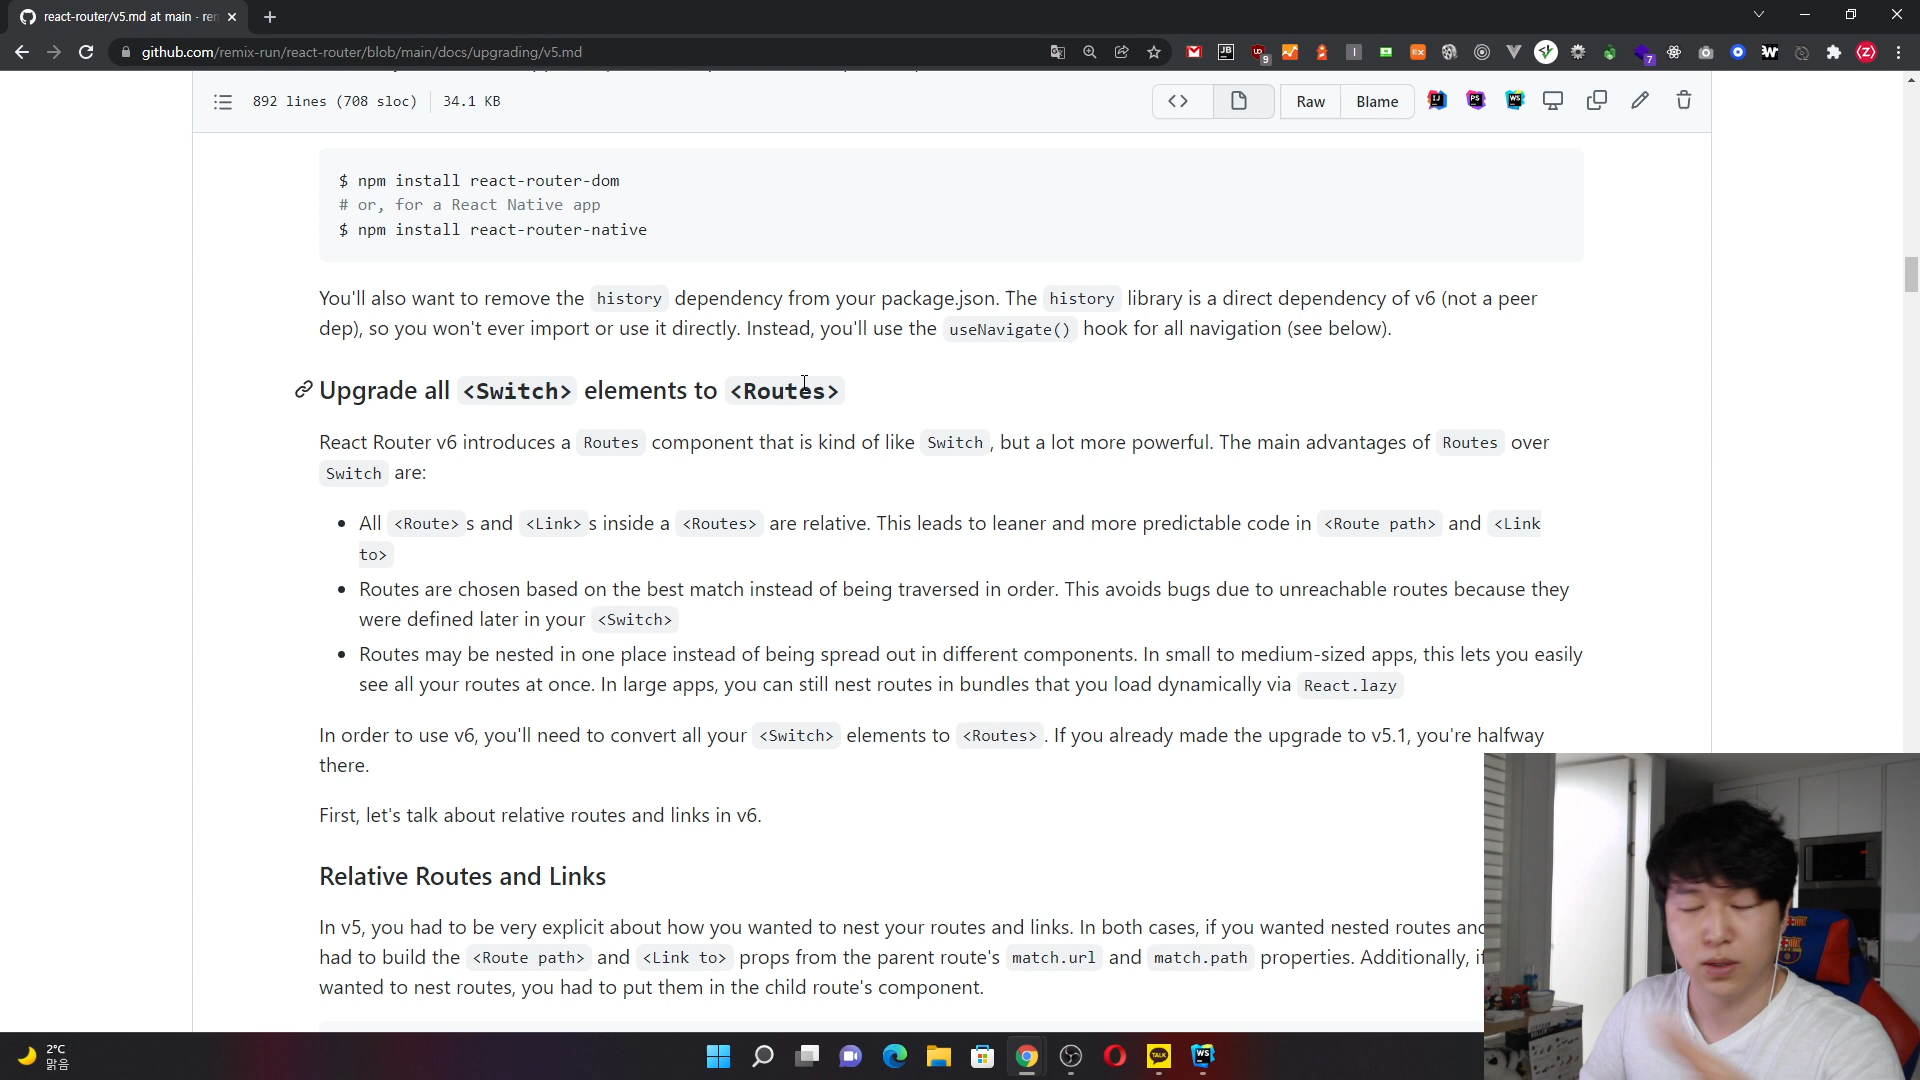 react-router/v5.md at main · rem
github.com/remix-run/react-router/blob/main/docs/upgrading/v5.md
892 lines (708 sloc) 34.1 KB
Raw Blame
$ npm install react-router-dom
# or, for a React Native app
$ npm install react-router-native
You'll also want to remove the history dependency from your package.json. The history library is a direct dependency of v6 (not a peer
dep), so you won't ever import or use it directly. Instead, you'll use the useNavigate() hook for all navigation (see below).
Upgrade all <Switch> elements to <Routes>
React Router v6 introduces a Routes component that is kind of like Switch, but a lot more powerful. The main advantages of Routes over
Switch are:
• All <Route>s and <Link>s inside a <Routes> are relative. This leads to leaner and more predictable code in <Route path> and <Link
to>
• Routes are chosen based on the best match instead of being traversed in order. This avoids bugs due to unreachable routes because they
were defined later in your <Switch>
• Routes may be nested in one place instead of being spread out in different components. In small to medium-sized apps, this lets you easily
see all your routes at once. In large apps, you can still nest routes in bundles that you load dynamically via React.lazy
In order to use v6, you'll need to convert all your <Switch> elements to <Routes>. If you already made the upgrade to v5.1, you're halfway
there.
First, let's talk about relative routes and links in v6.
Relative Routes and Links
In v5, you had to be very explicit about how you wanted to nest your routes and links. In both cases, if you wanted nested routes and
had to build the <Route path> and <Link to> props from the parent route's match.url and match.path properties. Additionally, if
wanted to nest routes, you had to put them in the child route's component.
2°C
맑음